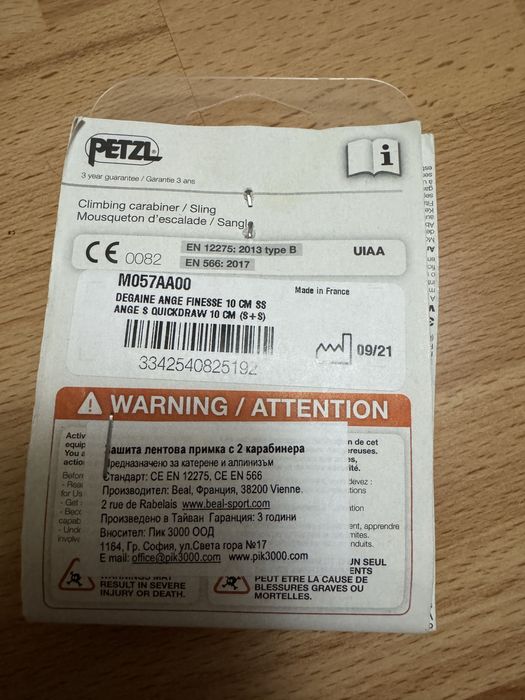 PETZL
i
3 year guarantee / Garantie 3 ans
Climbing carabiner / Sling
Mousqueton d'escalade / Sangle
CE 0082
EN 12275: 2013 type B
EN 566: 2017
UIAA
M057AA00
Made in France
DEGAINE ANGE FINESSE 10 CM SS
ANGE S QUICKDRAW 10 CM (S+S)
3342540825192
09/21
WARNING / ATTENTION
ашита лентова примка с 2 карабинера
Предназначено за катерене и алпинизъм
Стандарт: CE EN 12275, CE EN 566
Производител: Beal, Франция, 38200 Vienne.
2 rue de Rabelais www.beal-sport.com
Произведено в Тайван Гаранция: 3 години
Вносител: Пик 3000 ООД
1164, Гр. София, ул.Света гора №17
E mail: office@pik3000.com www.pik3000.com
WARNINGS MAY
RESULT IN SEVERE
INJURY OR DEATH.
PEUT ETRE LA CAUSE DE
BLESSURES GRAVES OU
MORTELLES.